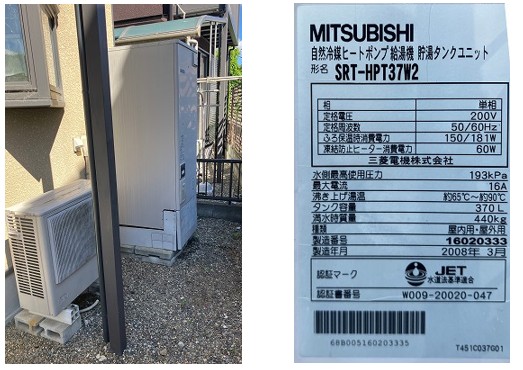 MITSUBISHI
自然冷媒ヒートポンプ給湯機 貯湯タンクユニット
形名 SRT-HPT37W2
相 単相
定格電圧 200V
定格周波数 50/60Hz
ふろ保温時消費電力 150/181W
凍結防止ヒーター消費電力 60W
三菱電機株式会社
水側最高使用圧力 193kPa
最大電流 16A
沸き上げ湯温 約65℃～約90℃
タンク容量 370L
満水時質量 440kg
種類 屋内用・屋外用
製造番号 16020333
製造年月 2008年 3月
認証マーク JET
水道法基準適合
認証書番号 W009-20020-047
68B005160203335
T451C037G01